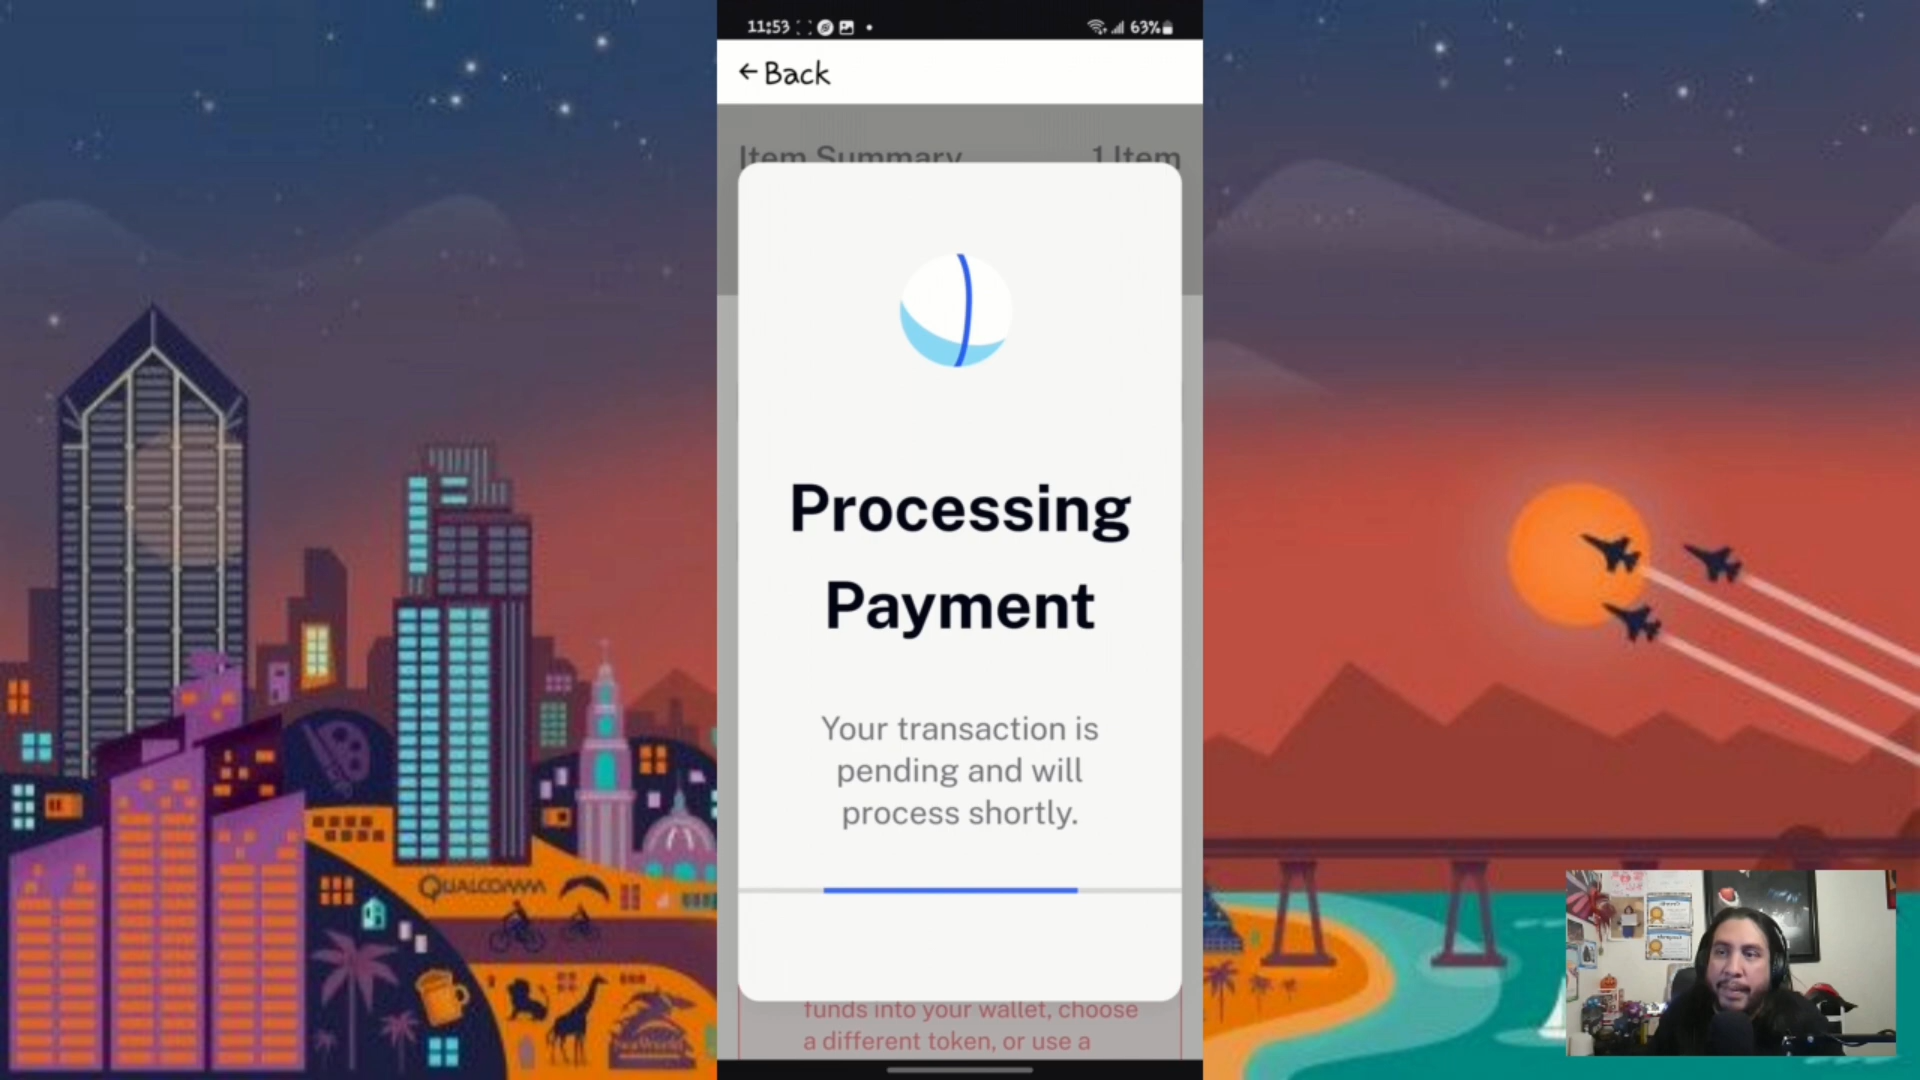 11:53
63%
Back
Item Summary 1 Item
Processing
Payment
Your transaction is
pending and will
process shortly.
funds into your wallet, choose
a different token, or use a
QUALCOMM
SeaWorld